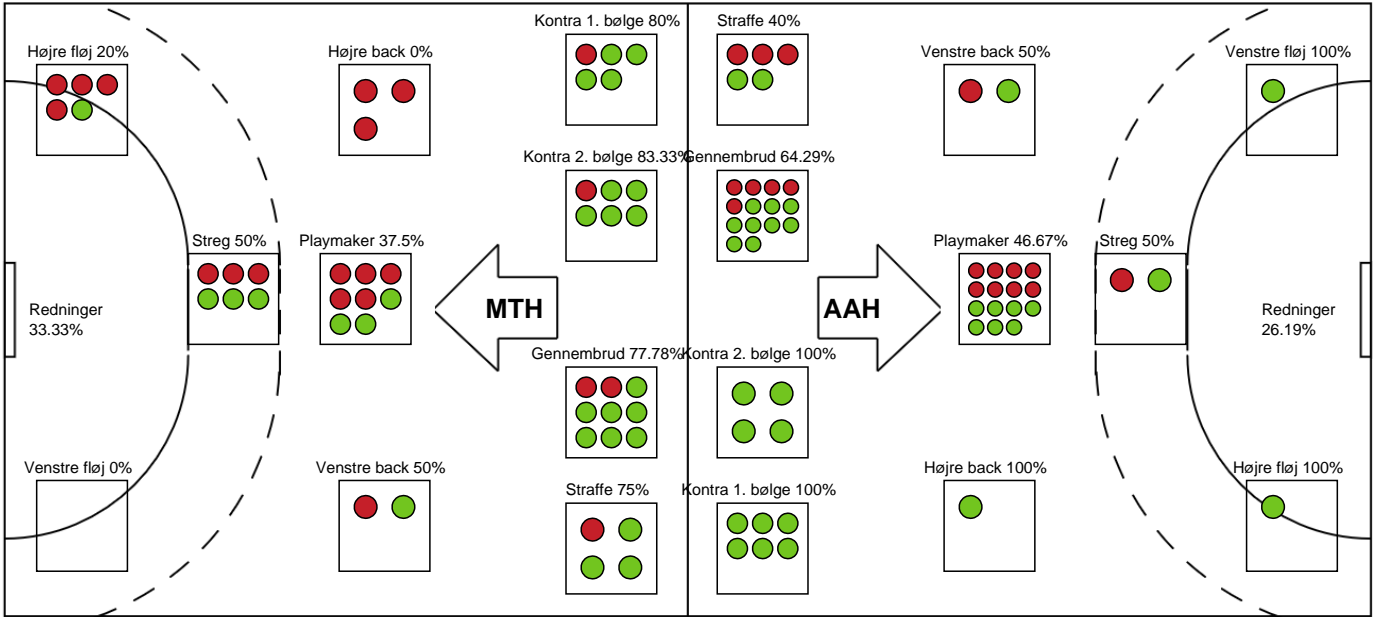 Kontra 1. bølge 80%
Straffe 40%
Højre fløj 20%
Højre back 0%
Venstre back 50%
Venstre fløj 100%
Kontra 2. bølge 83.33%
Gennembrud 64.29%
Streg 50%
Playmaker 37.5%
Playmaker 46.67%
Streg 50%
Redninger
33.33%
MTH
AAH
Redninger
26.19%
Gennembrud 77.78%
Kontra 2. bølge 100%
Venstre fløj 0%
Venstre back 50%
Straffe 75%
Kontra 1. bølge 100%
Højre back 100%
Højre fløj 100%